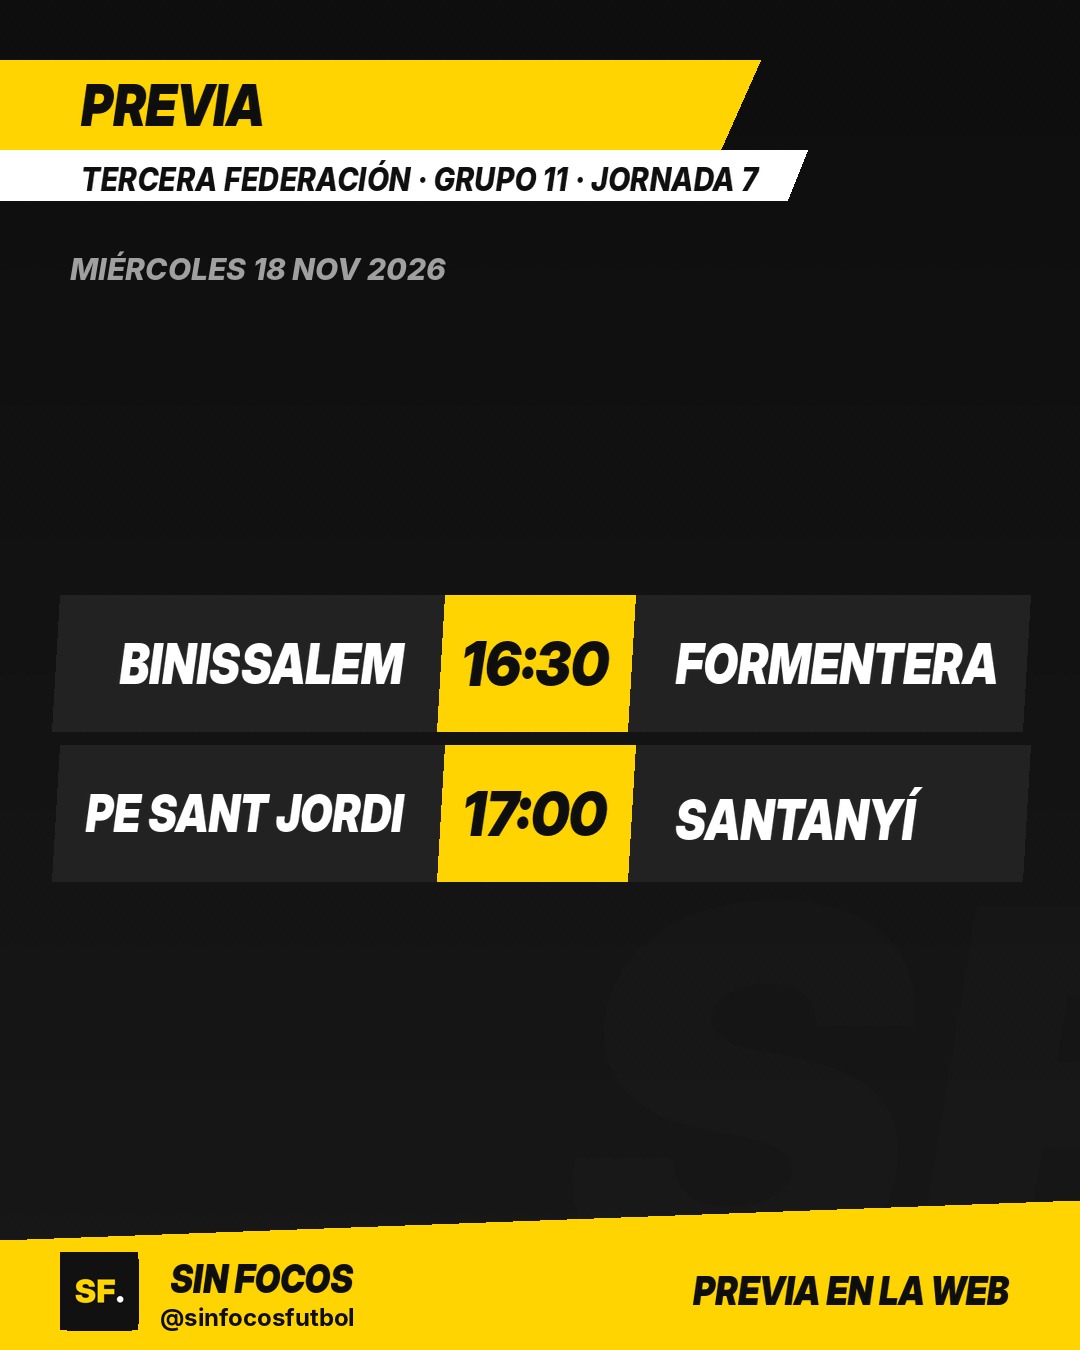 PREVIA
TERCERA FEDERACIÓN · GRUPO 11 · JORNADA 7
MIÉRCOLES 18 NOV 2026
BINISSALEM 16:30 FORMENTERA
PE SANT JORDI 17:00 SANTANYÍ
SF
SF.
SIN FOCOS
@sinfocosfutbol
PREVIA EN LA WEB